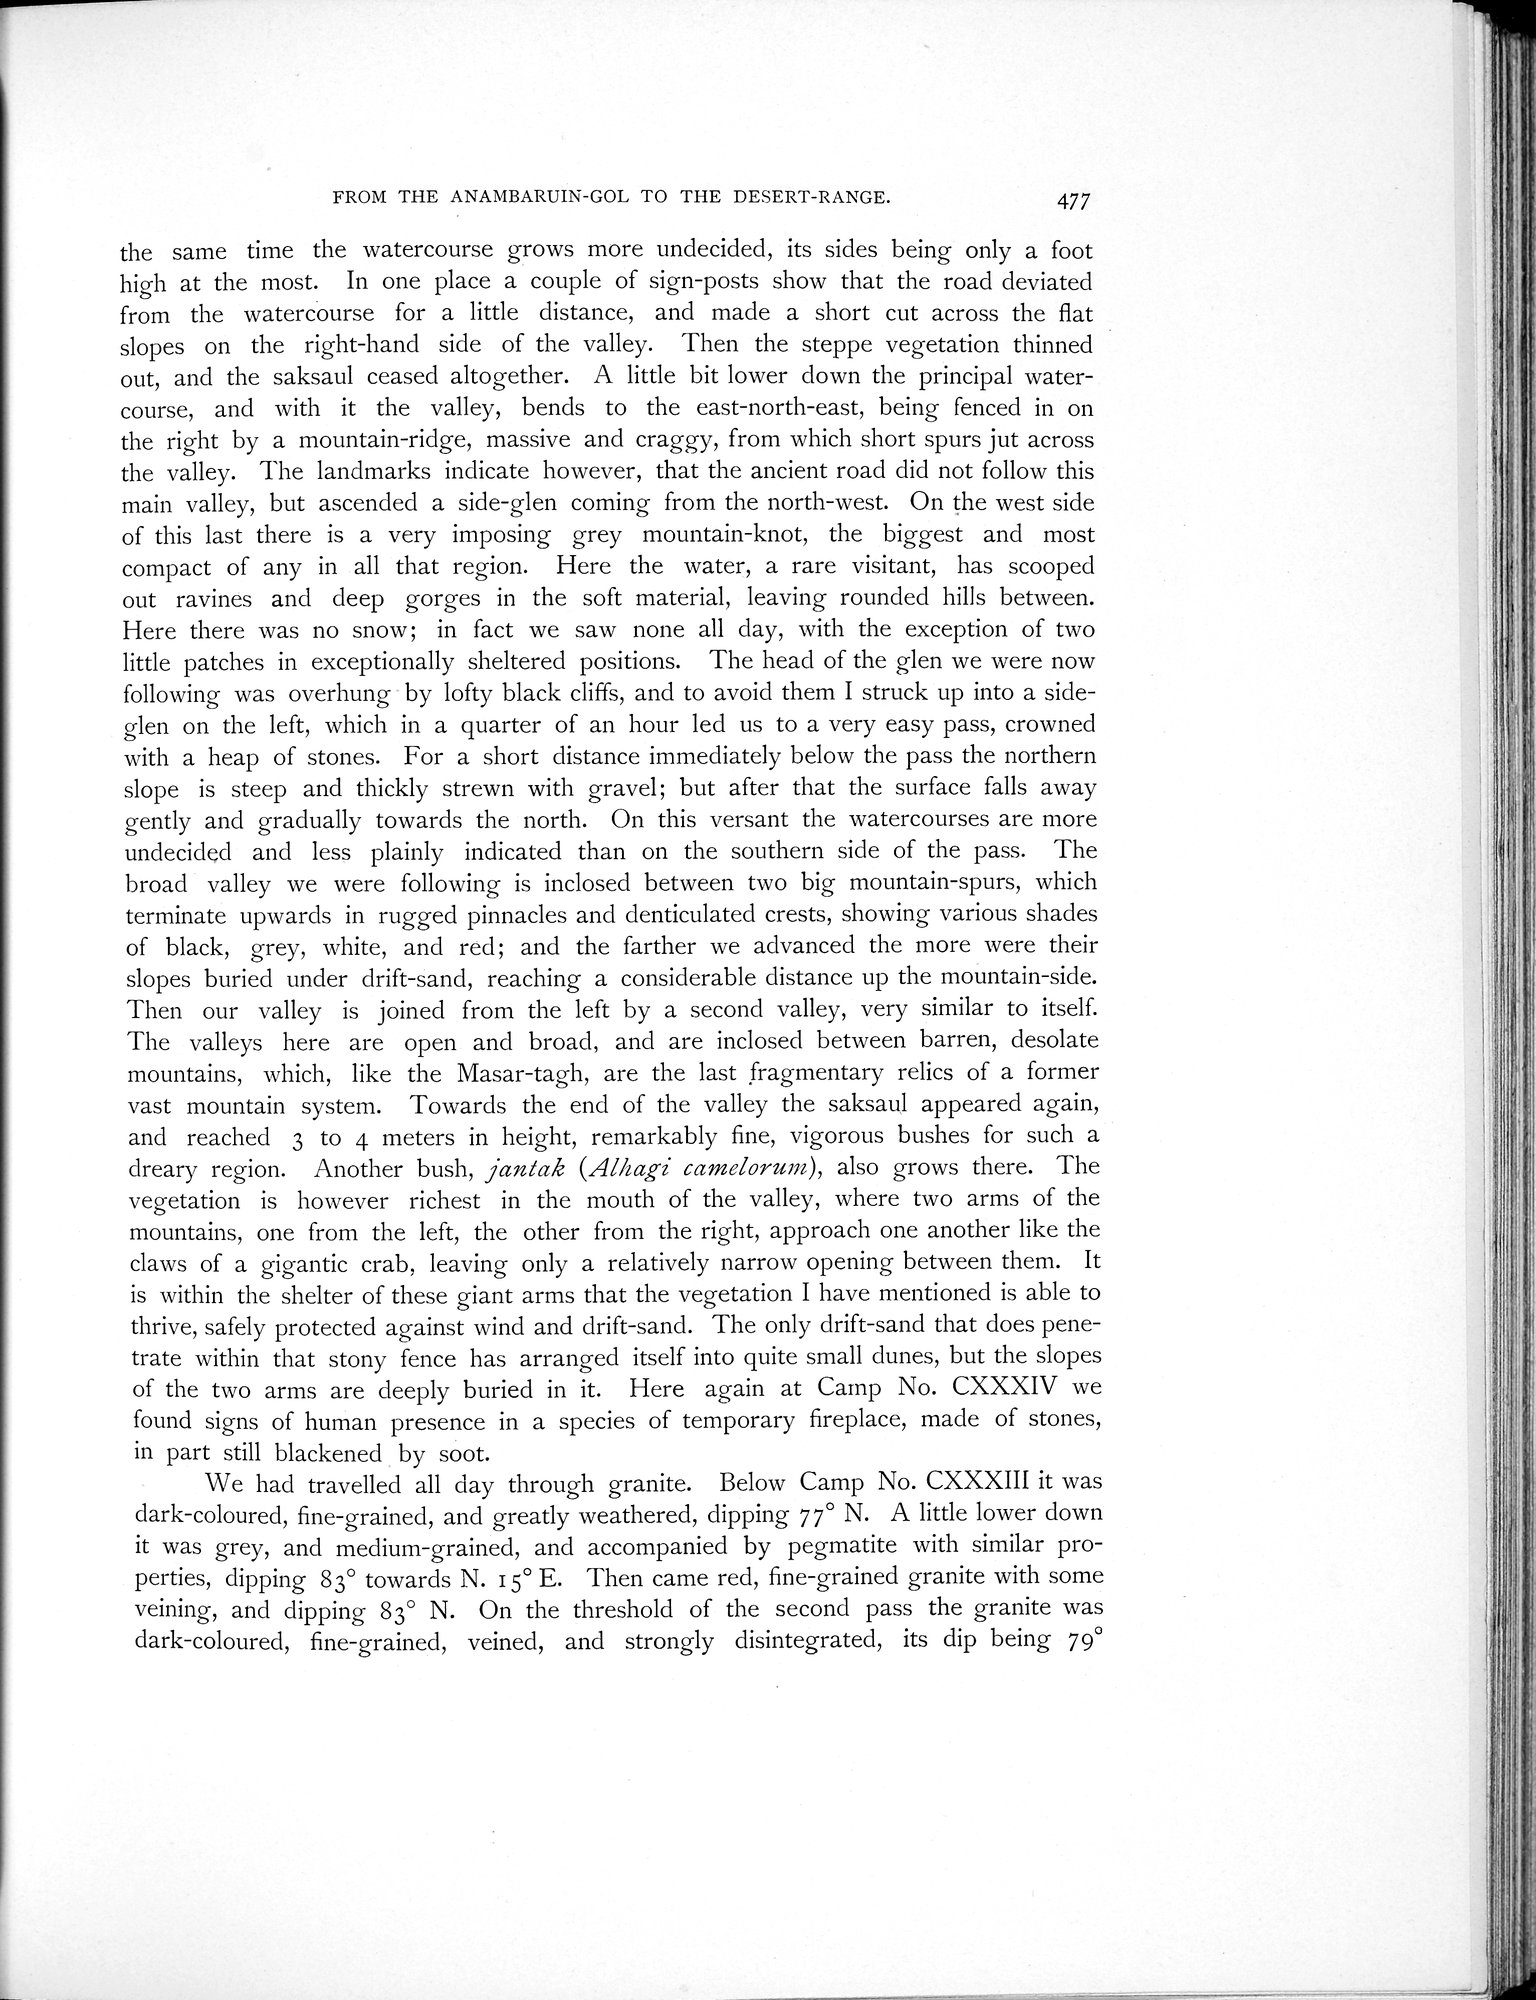 FROM THE ANAMBARUIN-GOL TO THE DESERT-RANGE. 477
the same time the watercourse grows more undecided, its sides being only a foot
high at the most. In one place a couple of sign-posts show that the road deviated
from the watercourse for a little distance, and made a short cut across the flat
slopes on the right-hand side of the valley. Then the steppe vegetation thinned
out, and the saksaul ceased altogether. A little bit lower down the principal water-
course, and with it the valley, bends to the east-north-east, being fenced in on
the right by a mountain-ridge, massive and craggy, from which short spurs jut across
the valley. The landmarks indicate however, that the ancient road did not follow this
main valley, but ascended a side-glen coming from the north-west. On the west side
of this last there is a very imposing grey mountain-knot, the biggest and most
compact of any in all that region. Here the water, a rare visitant, has scooped
out ravines and deep gorges in the soft material, leaving rounded hills between.
Here there was no snow; in fact we saw none all day, with the exception of two
little patches in exceptionally sheltered positions. The head of the glen we were now
following was overhung by lofty black cliffs, and to avoid them I struck up into a side-
glen on the left, which in a quarter of an hour led us to a very easy pass, crowned
with a heap of stones. For a short distance immediately below the pass the northern
slope is steep and thickly strewn with gravel; but after that the surface falls away
gently and gradually towards the north. On this versant the watercourses are more
undecided and less plainly indicated than on the southern side of the pass. The
broad valley we were following is inclosed between two big mountain-spurs, which
terminate upwards in rugged pinnacles and denticulated crests, showing various shades
of black, grey, white, and red; and the farther we advanced the more were their
slopes buried under drift-sand, reaching a considerable distance up the mountain-side.
Then our valley is joined from the left by a second valley, very similar to itself.
The valleys here are open and broad, and are inclosed between barren, desolate
mountains, which, like the Masar-tagh, are the last fragmentary relics of a former
vast mountain system. Towards the end of the valley the saksaul appeared again,
and reached 3 to 4 meters in height, remarkably fine, vigorous bushes for such a
dreary region. Another bush, jantak (Alhagi camelorum), also grows there. The
vegetation is however richest in the mouth of the valley, where two arms of the
mountains, one from the left, the other from the right, approach one another like the
claws of a gigantic crab, leaving only a relatively narrow opening between them. It
is within the shelter of these giant arms that the vegetation I have mentioned is able to
thrive, safely protected against wind and drift-sand. The only drift-sand that does pene-
trate within that stony fence has arranged itself into quite small dunes, but the slopes
of the two arms are deeply buried in it. Here again at Camp No. CXXXIV we
found signs of human presence in a species of temporary fireplace, made of stones,
in part still blackened by soot.
We had travelled all day through granite. Below Camp No. CXXXIII it was
dark-coloured, fine-grained, and greatly weathered, dipping 77° N. A little lower down
it was grey, and medium-grained, and accompanied by pegmatite with similar pro-
perties, dipping 83° towards N. 15° E. Then came red, fine-grained granite with some
veining, and dipping 83° N. On the threshold of the second pass the granite was
dark-coloured, fine-grained, veined, and strongly disintegrated, its dip being 79°